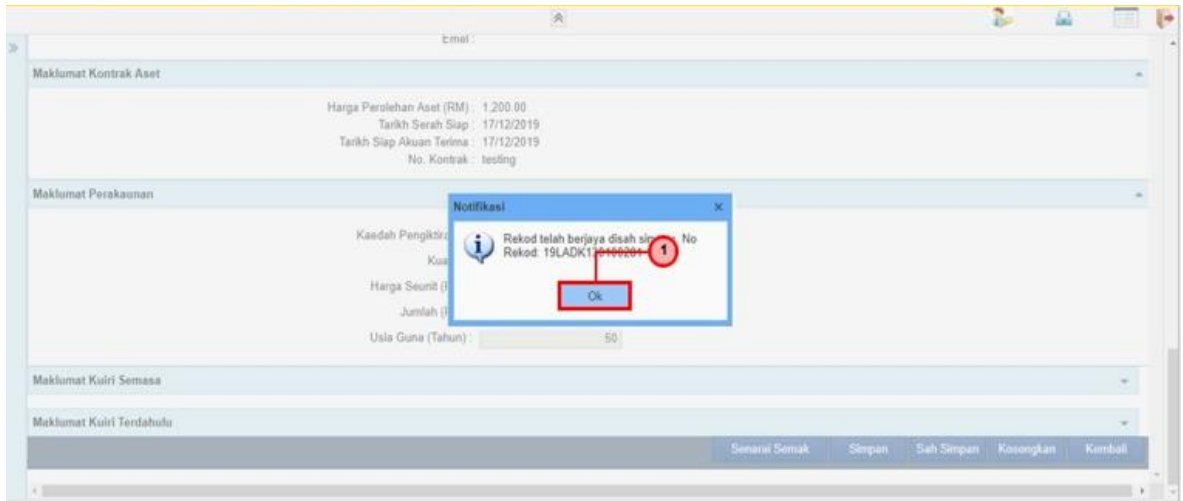 Emel :
Maklumat Kontrak Aset
Harga Perolehan Aset (RM) : 1,200.00
Tarikh Serah Siap : 17/12/2019
Tarikh Siap Akuan Terima : 17/12/2019
No. Kontrak : testing
Maklumat Perakaunan
Notifikasi
Kaedah Pengiktira
Rekod telah berjaya disah No
Rekod: 1
Kua
Harga Seunit (
Ok
Jumlah (
Usia Guna (Tahun) : 50
Maklumat Kuiri Semasa
Maklumat Kuiri Terdahulu
Senarai Semak Simpan Sah Simpan Kosongkan Kembali